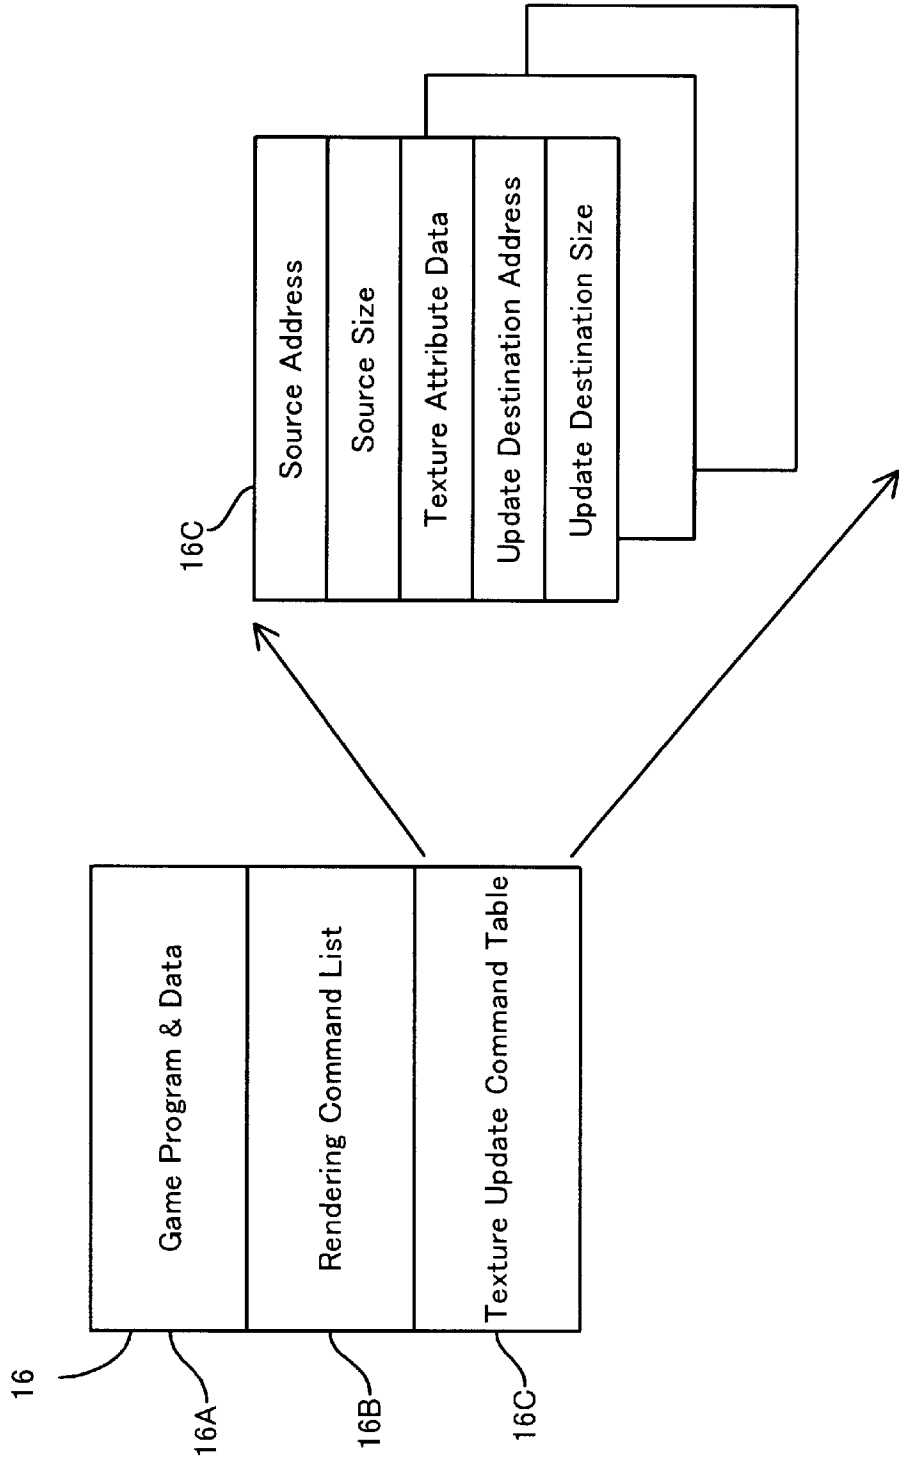 16
16A
Game Program & Data
16B
Rendering Command List
16C
Texture Update Command Table
16C
Source Address
Source Size
Texture Attribute Data
Update Destination Address
Update Destination Size